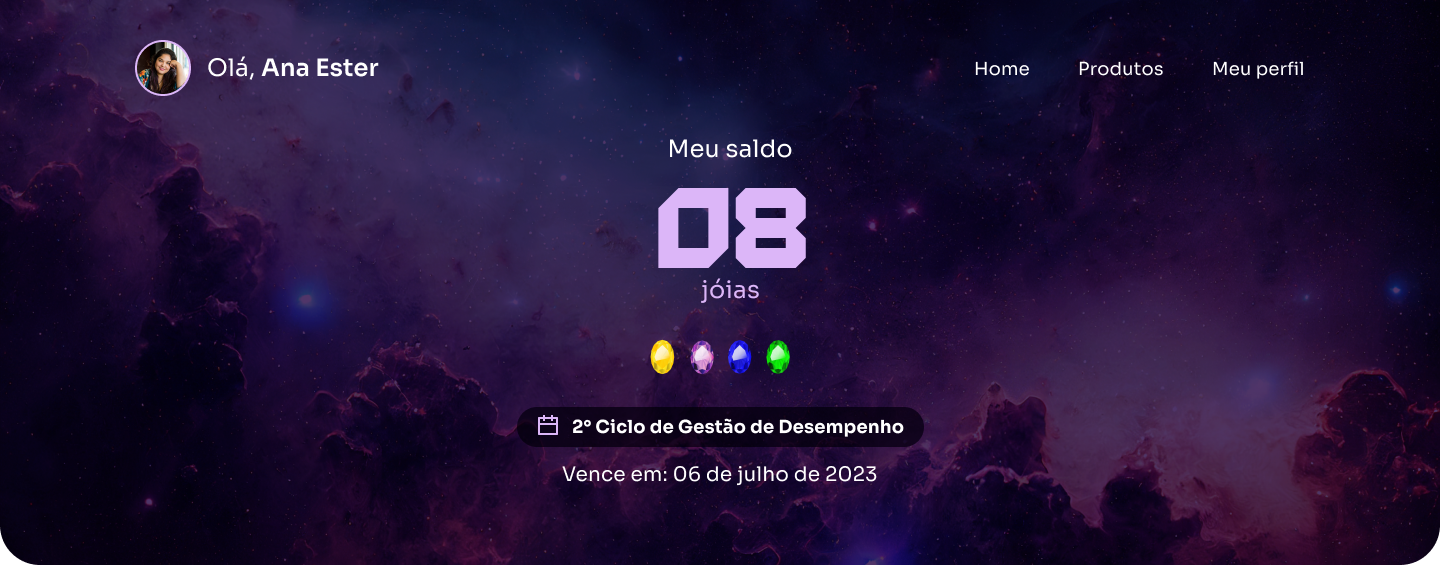 Olá, Ana Ester
Home Produtos Meu perfil
Meu saldo
08
jóias
2º Ciclo de Gestão de Desempenho
Vence em: 06 de julho de 2023